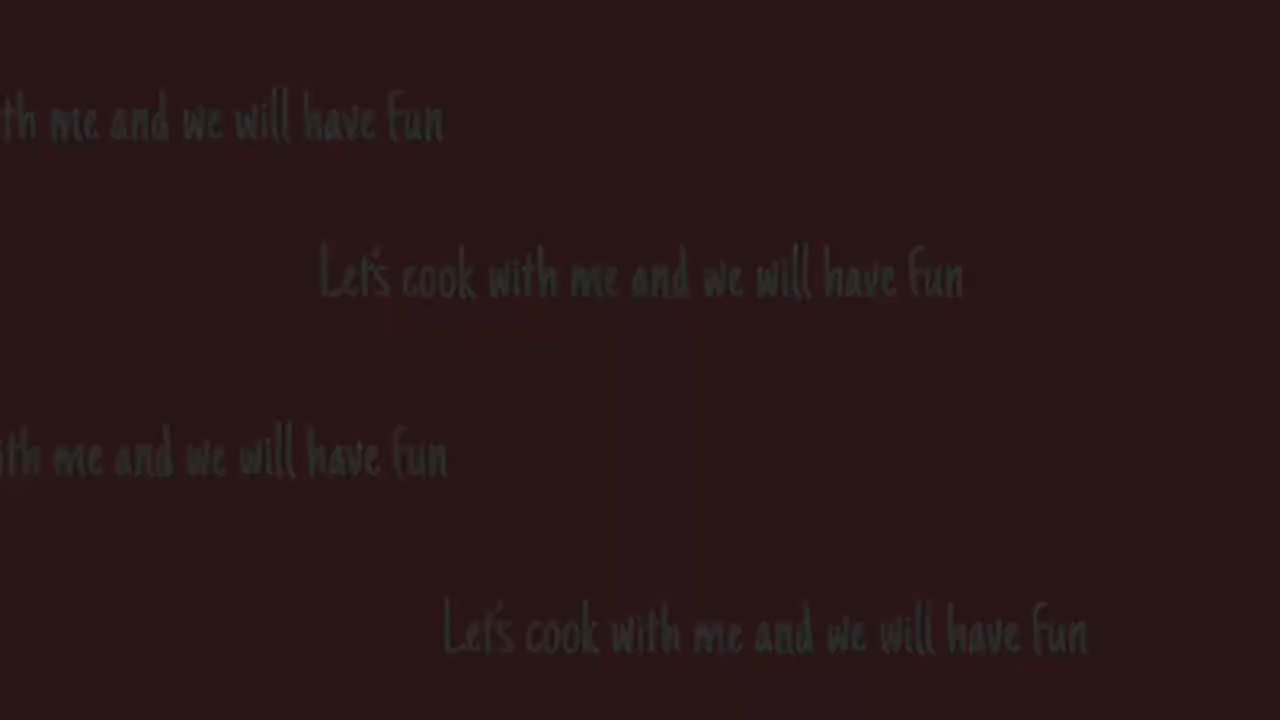 th me and we will have fun
Let's cook with me and we will have fun
ith me and we will have fun
Let's cook with me and we will have fun